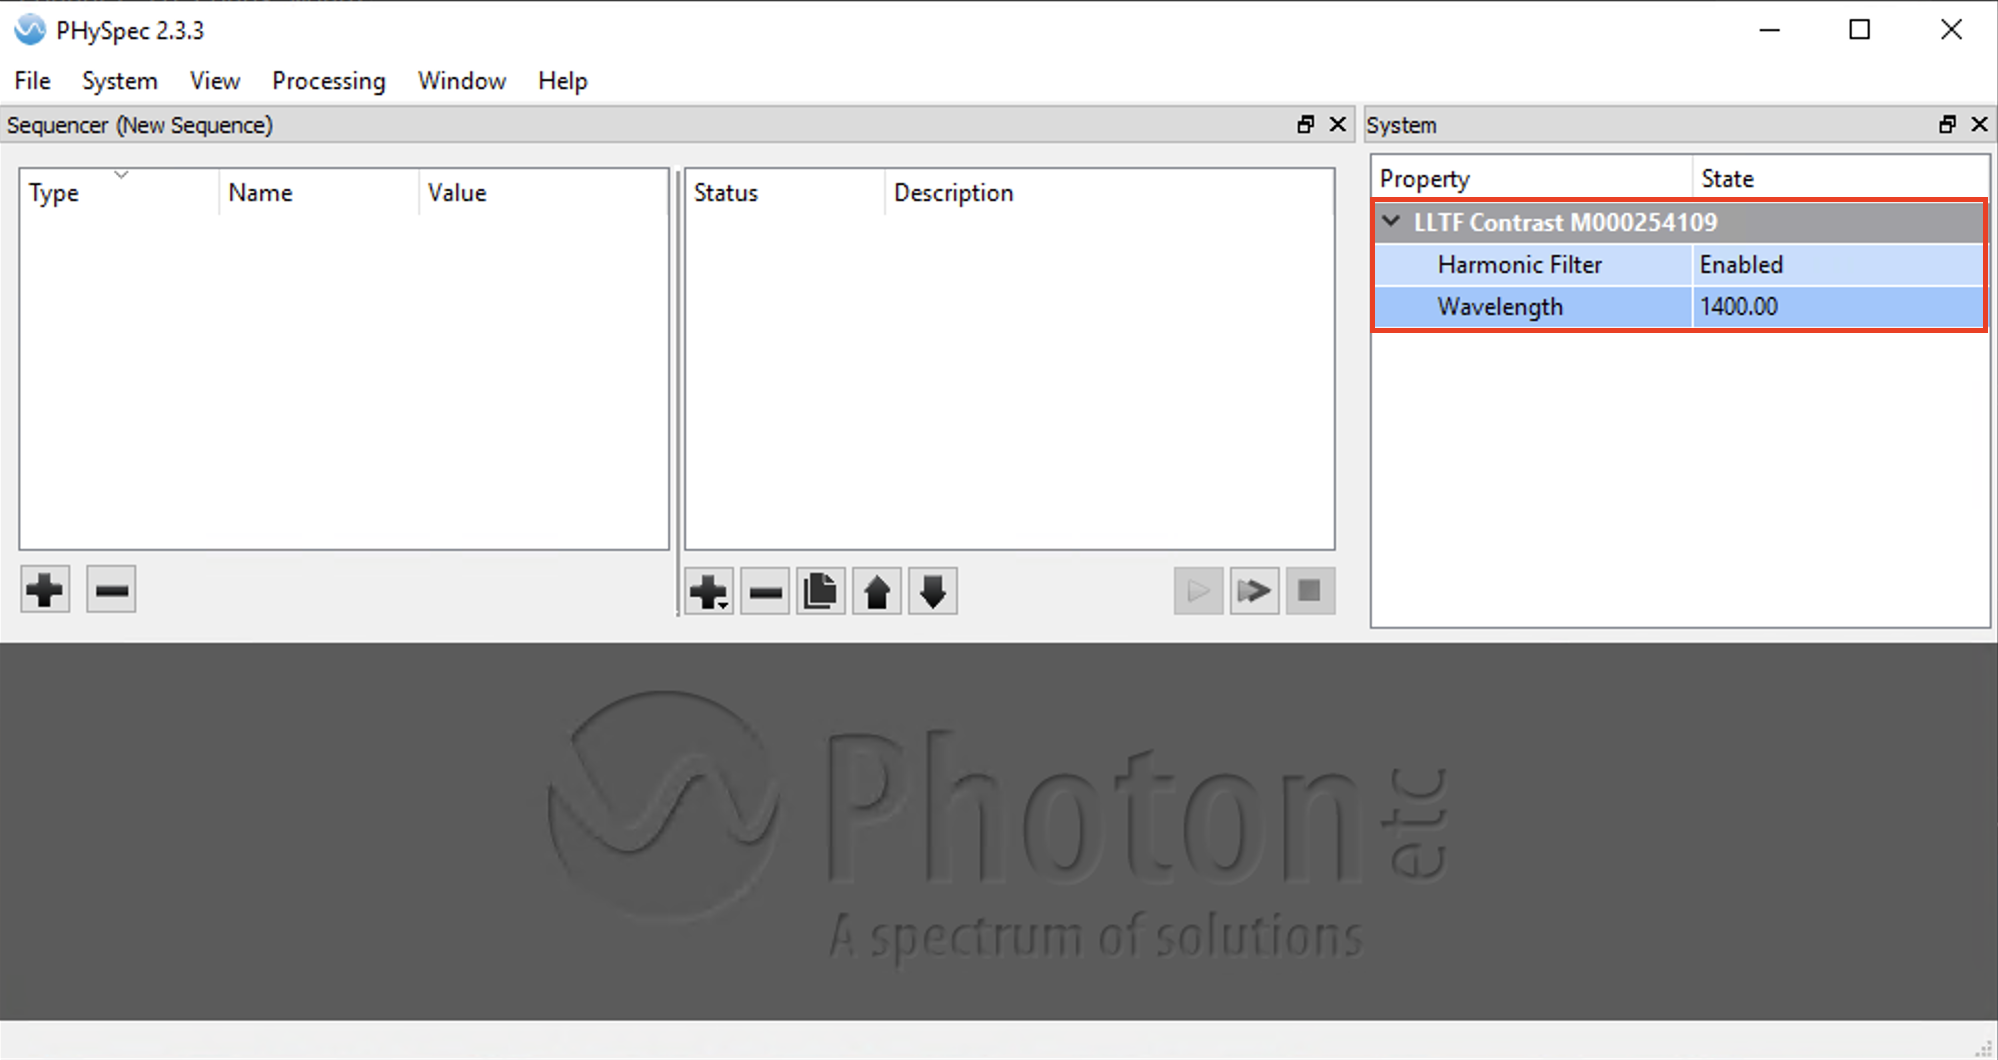 PHySpec 2.3.3
File System View Processing Window Help
Sequencer (New Sequence)
System
Type Name Value
Status Description
Property State
LLTF Contrast M000254109
Harmonic Filter Enabled
Wavelength 1400.00
Photon etc
A spectrum of solutions